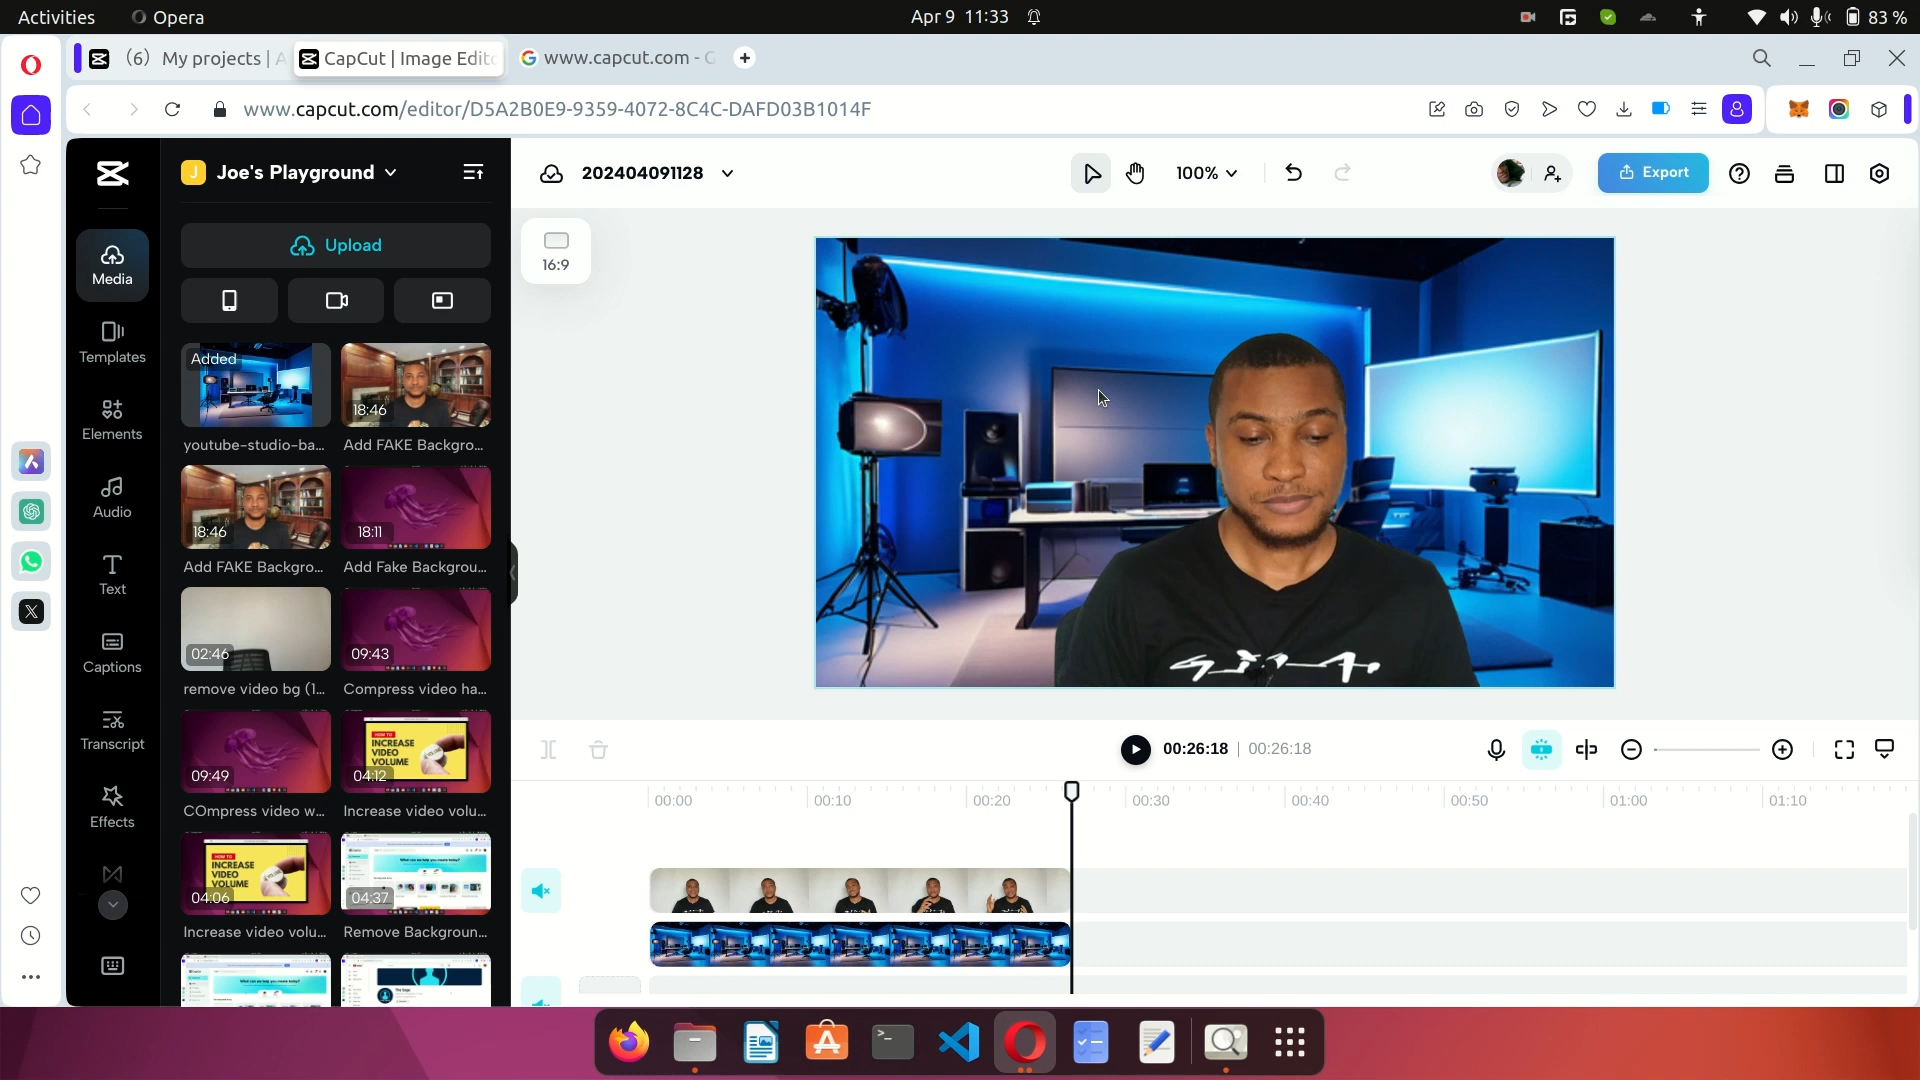 Activities
Opera
Apr 9 11:33
83 %
(6) My projects | A
CapCut | Image Edit
www.capcut.com - G
www.capcut.com/editor/D5A2B0E9-9359-4072-8C4C-DAFD03B1014F
J Joe's Playground
202404091128
100%
Export
Upload
16:9
Media
Templates
Elements
Audio
Text
Captions
Transcript
Effects
Added
youtube-studio-ba...
18:46
Add FAKE Backgro...
18:46
Add FAKE Backgro...
18:11
Add Fake Backgrou...
02:46
remove video bg (1...
09:43
Compress video ha...
09:49
COmpress video w...
HOW TO
INCREASE
VIDEO
VOLUME
04:12
Increase video volu...
HOW TO
INCREASE
VIDEO
VOLUME
04:06
Increase video volu...
04:37
Remove Backgroun...
00:26:18 | 00:26:18
00:00
00:10
00:20
00:30
00:40
00:50
01:00
01:10